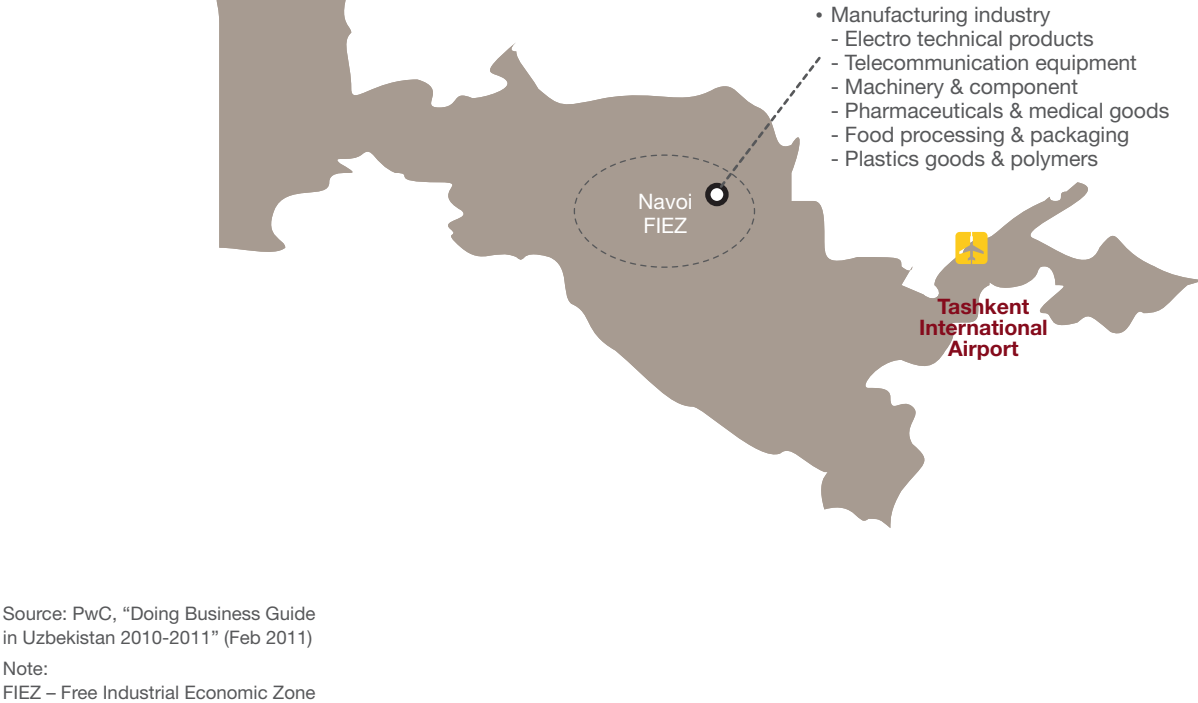 • Manufacturing industry
- Electro technical products
- Telecommunication equipment
- Machinery & component
- Pharmaceuticals & medical goods
- Food processing & packaging
- Plastics goods & polymers
Navoi
FIEZ
Tashkent
International
Airport
Source: PwC, “Doing Business Guide
in Uzbekistan 2010-2011” (Feb 2011)
Note:
FIEZ – Free Industrial Economic Zone